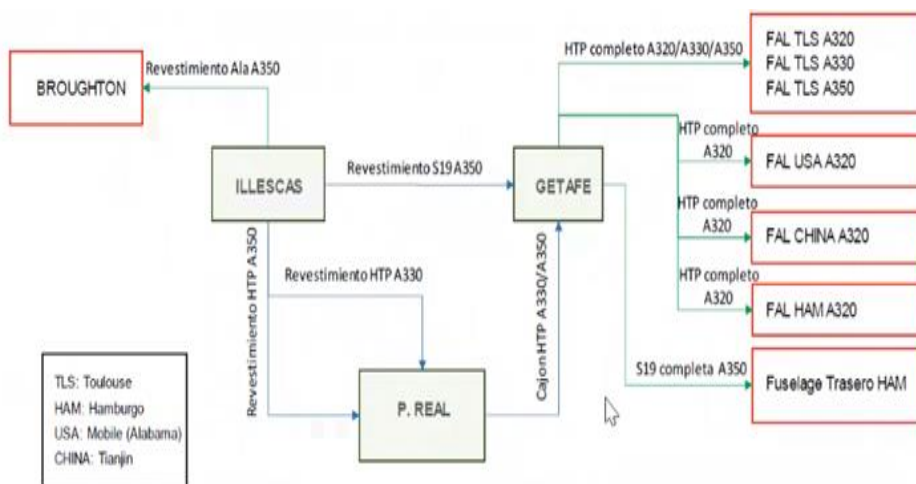 HTP completo A320/A330/A350
FAL TLS A320
FAL TLS A330
FAL TLS A350
BROUGHTON
Revestimiento Ala A350
HTP completo
A320
FAL USA A320
ILLESCAS
Revestimiento S19 A350
GETAFE
HTP completo
A320
FAL CHINA A320
Revestimiento HTP A350
Revestimiento HTP A330
Cajon HTP A330/A350
HTP completo
A320
FAL HAM A320
S19 completa A350
Fuselage Trasero HAM
P. REAL
TLS: Toulouse
HAM: Hamburgo
USA: Mobile (Alabama)
CHINA: Tianjin